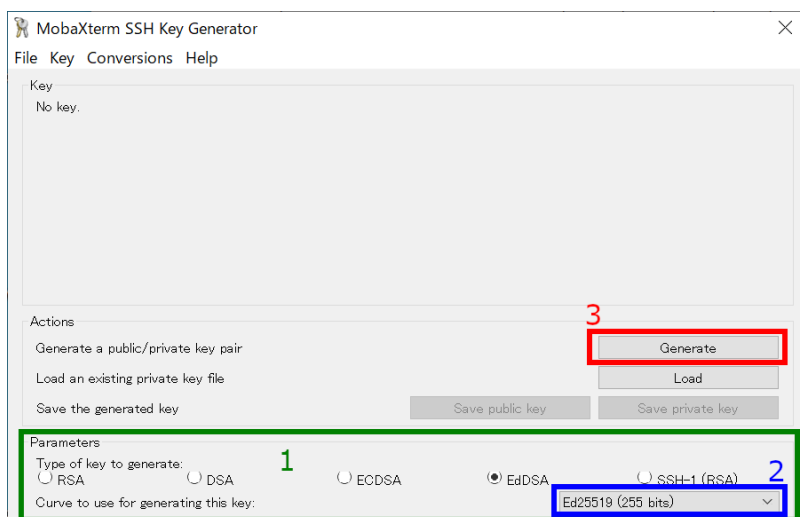 MobaXterm SSH Key Generator
File Key Conversions Help
Key
No key.
Actions
3
Generate a public/private key pair Generate
Load an existing private key file Load
Save the generated key Save public key Save private key
Parameters
Type of key to generate: 1
RSA DSA ECDSA EdDSA SSH-1 (RSA) 2
Curve to use for generating this key: Ed25519 (255 bits)